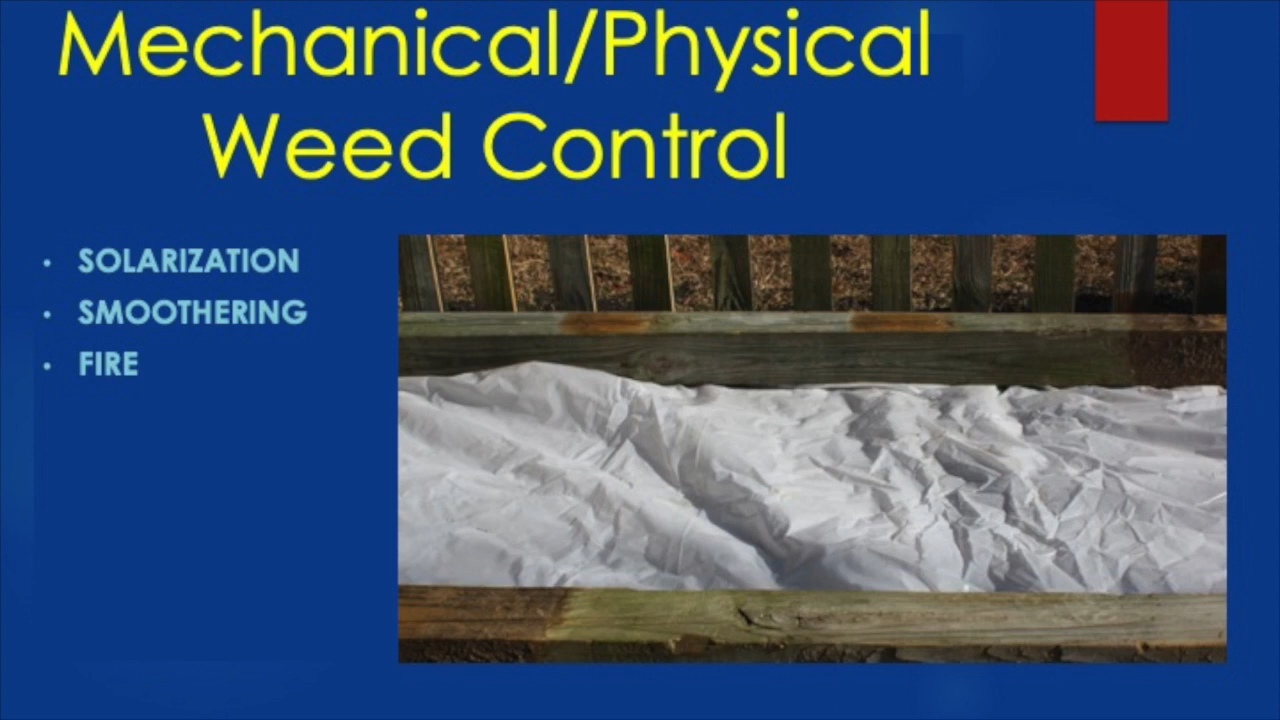 Mechanical/Physical
Weed Control
• SOLARIZATION
• SMOOTHERING
• FIRE